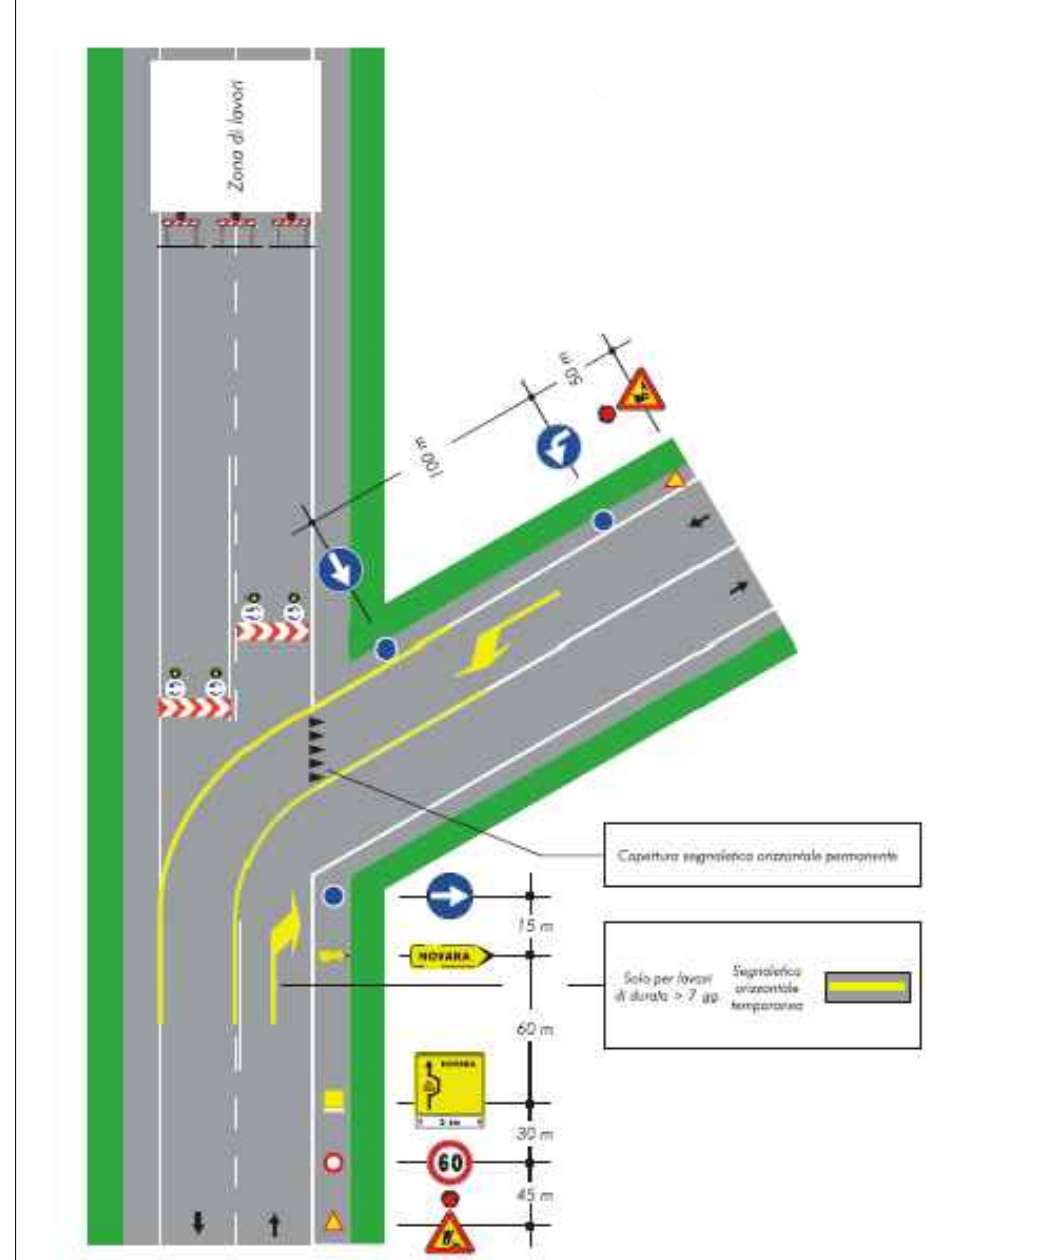 Zona di lavori
50 m
100 m
Copertura segnaletica orizzontale permanente
15 m
NOVARA
Solo per lavori
di durata > 7 gg
Segnaletica
orizzontale
temporanea
60 m
NOVARA
30 m
60
45 m